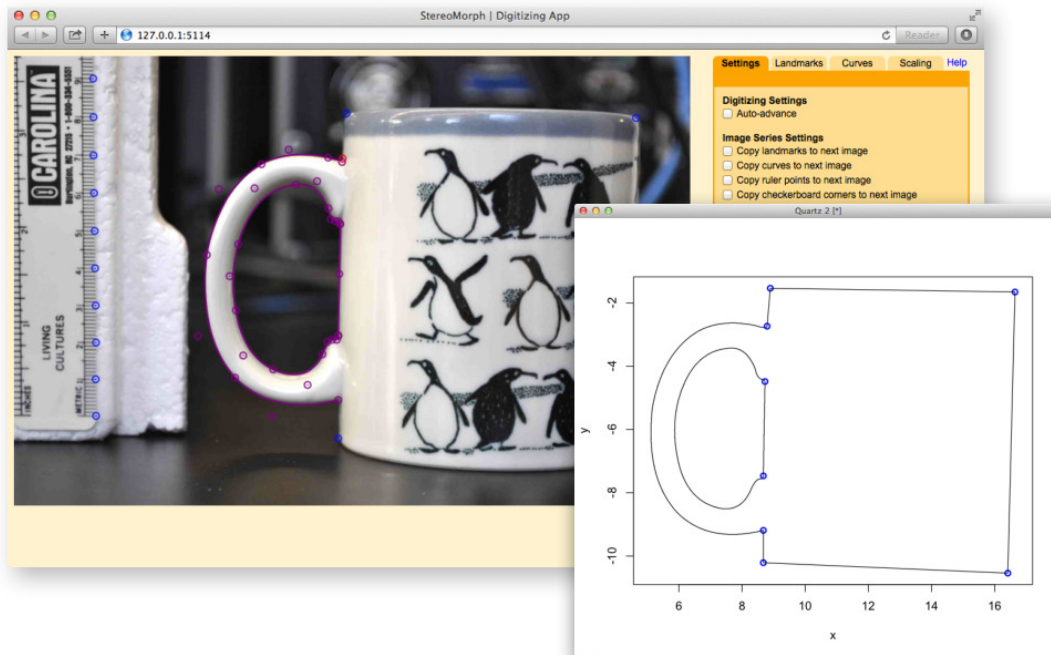 StereoMorph | Digitizing App
127.0.0.1:5114
Reader
Settings
Landmarks
Curves
Scaling
Help
Digitizing Settings
Auto-advance
Image Series Settings
Copy landmarks to next image
Copy curves to next image
Copy ruler points to next image
Copy checkerboard corners to next image
CAROLINA
LIVING
CULTURES
INCHES
METRIC 1
Quartz 2 [*]
-2
-4
-6
-8
-10
y
6
8
10
12
14
16
x